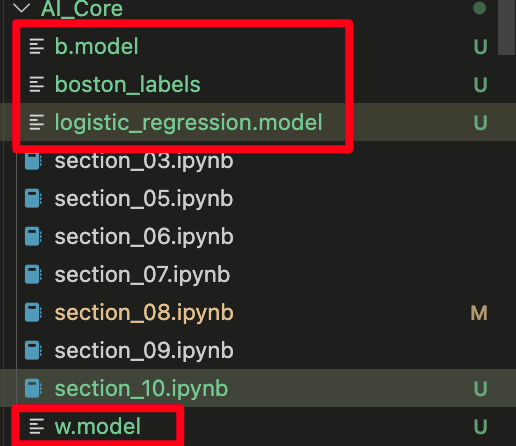 AI_Core
b.model U
boston_labels U
logistic_regression.model U
section_03.ipynb
section_05.ipynb
section_06.ipynb
section_07.ipynb
section_08.ipynb M
section_09.ipynb
section_10.ipynb U
w.model U